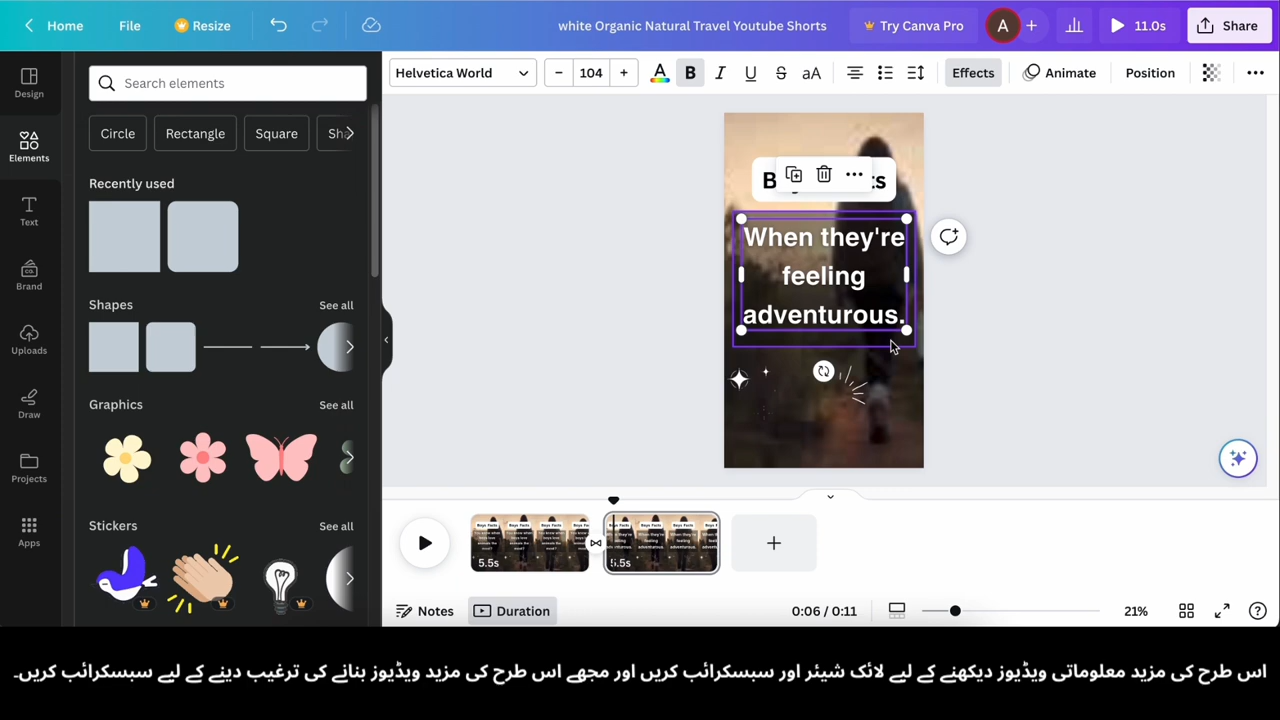 Home File Resize white Organic Natural Travel Youtube Shorts Try Canva Pro A 11.0s Share
Helvetica World 104 A B I U S aA Effects Animate Position
Design
Elements
Text
Brand
Uploads
Draw
Projects
Apps
Search elements
Circle Rectangle Square
Recently used
Shapes See all
Graphics See all
Stickers See all
When they're
feeling
adventurous.
5.5s 5.5s
Notes Duration 0:06 / 0:11 21%
اس طرح کی مزید معلوماتی ویڈیوز دیکھنے کے لیے لائک شیئر اور سبسکرائب کریں اور مجھے اس طرح کی مزید ویڈیوز بنانے کی ترغیب دینے کے لیے سبسکرائب کریں۔